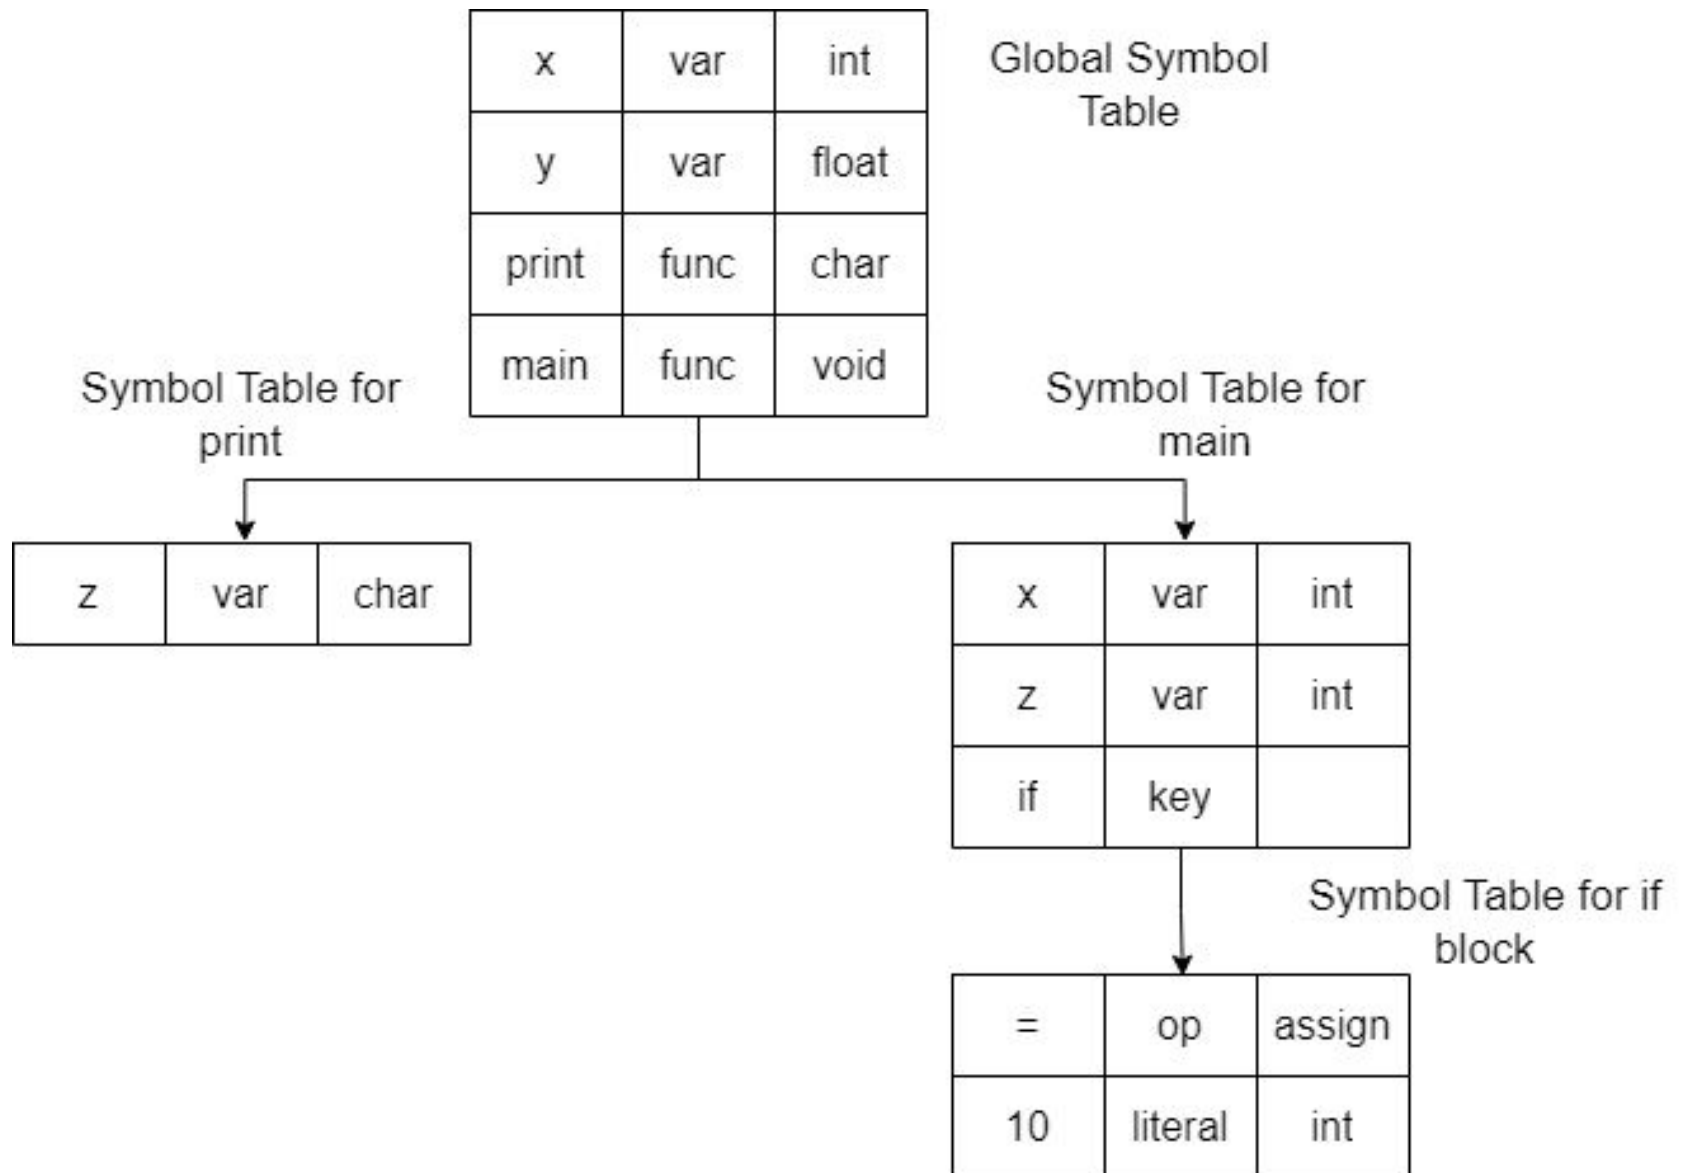 x var int
Global Symbol
Table
y var float
print func char
main func void
Symbol Table for
print
Symbol Table for
main
z var char
x var int
z var int
if key
Symbol Table for if
block
= op assign
10 literal int